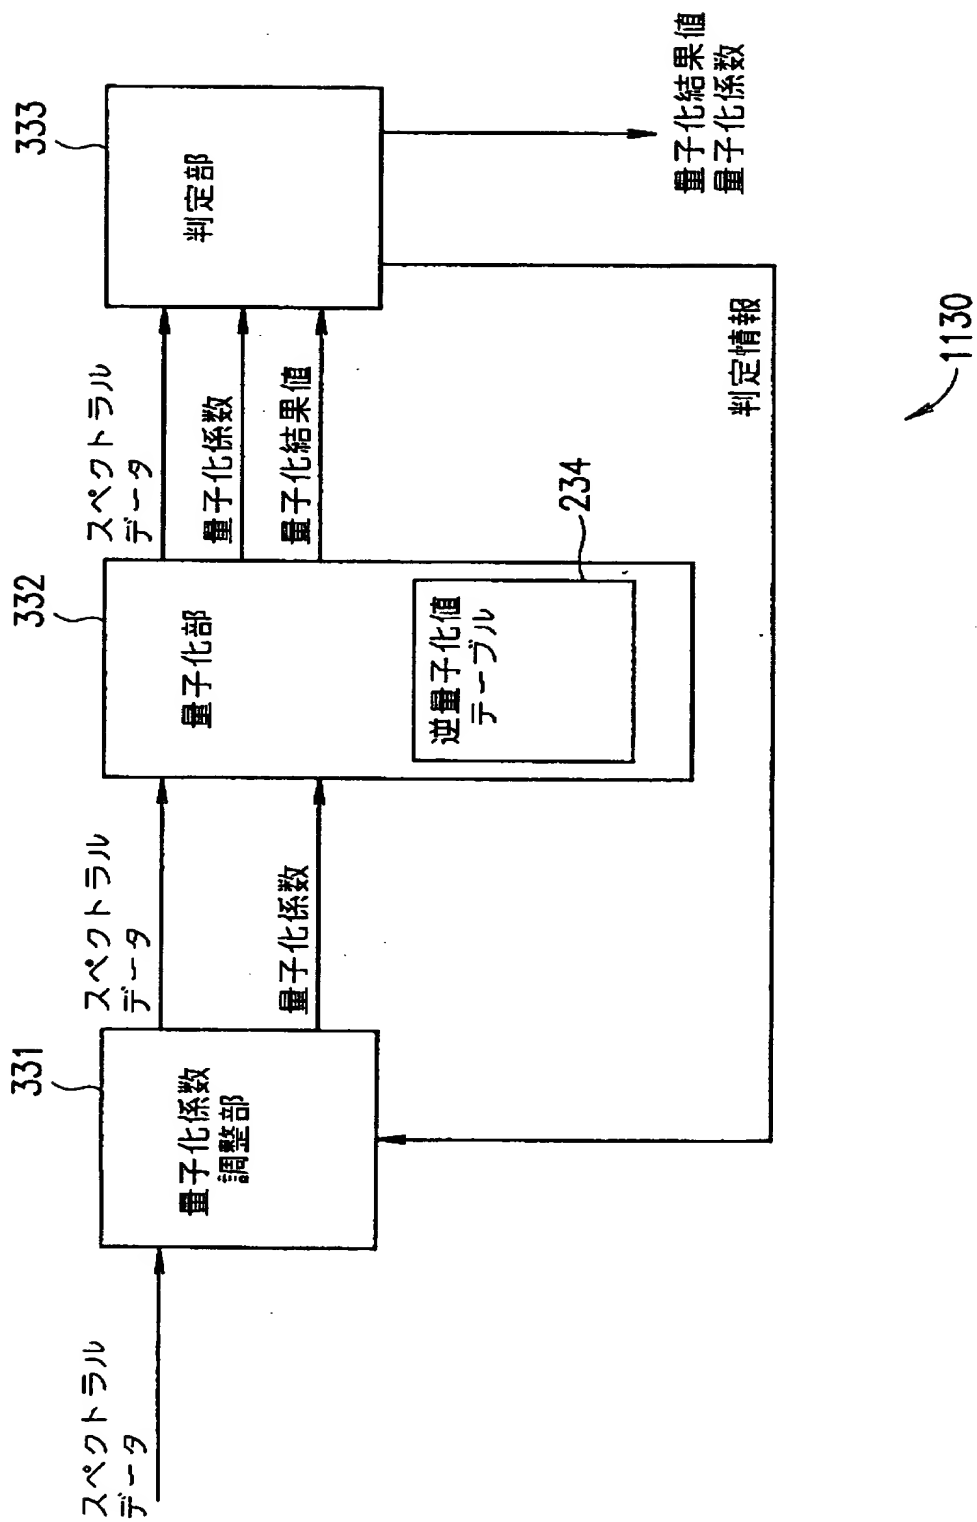 スペクトラル
データ
331
量子化係数
調整部
スペクトラル
データ
量子化係数
332
量子化部
逆量子化値
テーブル
234
スペクトラル
データ
量子化係数
量子化結果値
333
判定部
判定情報
量子化結果値
量子化係数
1130